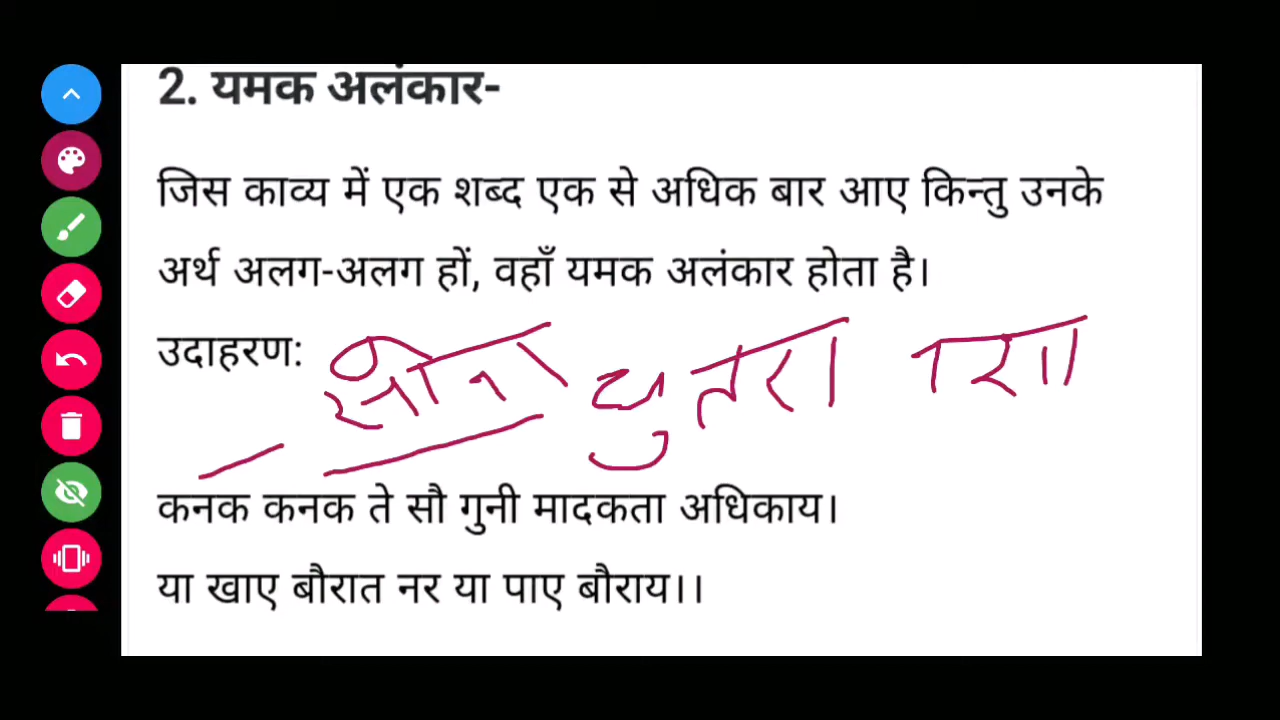 2. यमक अलंकार-
जिस काव्य में एक शब्द एक से अधिक बार आए किन्तु उनके
अर्थ अलग-अलग हों, वहाँ यमक अलंकार होता है।
उदाहरण: सोना
कनक कनक ते सौ गुनी मादकता अधिकाय।
या खाए बौरात नर या पाए बौराय।।